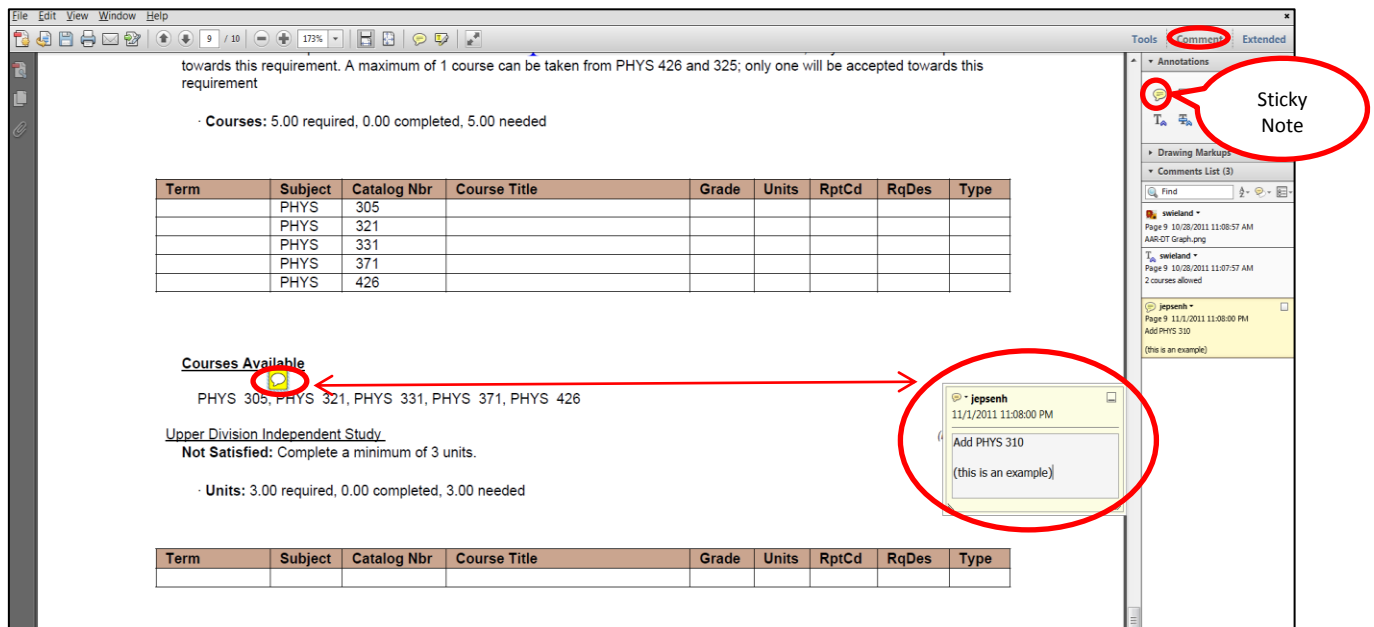 File Edit View Window Help
9 / 10 173%
Tools Comment Extended
towards this requirement. A maximum of 1 course can be taken from PHYS 426 and 325; only one will be accepted towards this
requirement
· Courses: 5.00 required, 0.00 completed, 5.00 needed
Term Subject Catalog Nbr Course Title Grade Units RptCd RqDes Type
PHYS 305
PHYS 321
PHYS 331
PHYS 371
PHYS 426
Courses Available
PHYS 305, PHYS 321, PHYS 331, PHYS 371, PHYS 426
Upper Division Independent Study
Not Satisfied: Complete a minimum of 3 units.
· Units: 3.00 required, 0.00 completed, 3.00 needed
Term Subject Catalog Nbr Course Title Grade Units RptCd RqDes Type
jepsenh
11/1/2011 11:08:00 PM
Add PHYS 310
(this is an example)
Annotations
Sticky
Note
Drawing Markups
Comments List (3)
Find
swieland
Page 9 10/28/2011 11:08:57 AM
AAR-DT Graph.png
swieland
Page 9 10/28/2011 11:07:57 AM
2 courses allowed
jepsenh
Page 9 11/1/2011 11:08:00 PM
Add PHYS 310
(this is an example)